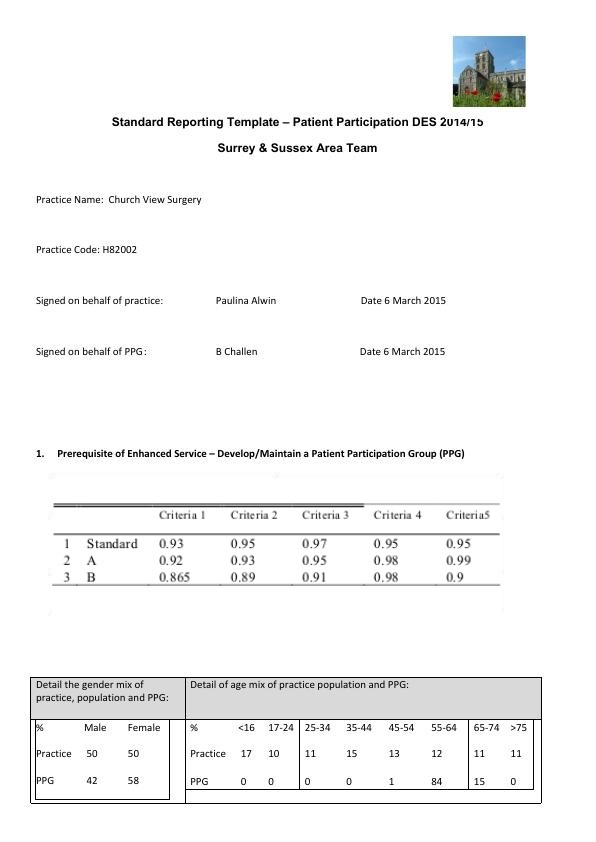 Standard Reporting Template – Patient Participation DES 2014/15
Surrey & Sussex Area Team
Practice Name: Church View Surgery
Practice Code: H82002
Signed on behalf of practice: Paulina Alwin Date 6 March 2015
Signed on behalf of PPG: B Challen Date 6 March 2015
1. Prerequisite of Enhanced Service – Develop/Maintain a Patient Participation Group (PPG)
Criteria 1 Criteria 2 Criteria 3 Criteria 4 Criteria5
1 Standard 0.93 0.95 0.97 0.95 0.95
2 A 0.92 0.93 0.95 0.98 0.99
3 B 0.865 0.89 0.91 0.98 0.9
Detail the gender mix of
practice, population and PPG:
Detail of age mix of practice population and PPG:
% Male Female
Practice 50 50
PPG 42 58
% <16 17-24 25-34 35-44 45-54 55-64 65-74 >75
Practice 17 10 11 15 13 12 11 11
PPG 0 0 0 0 1 84 15 0